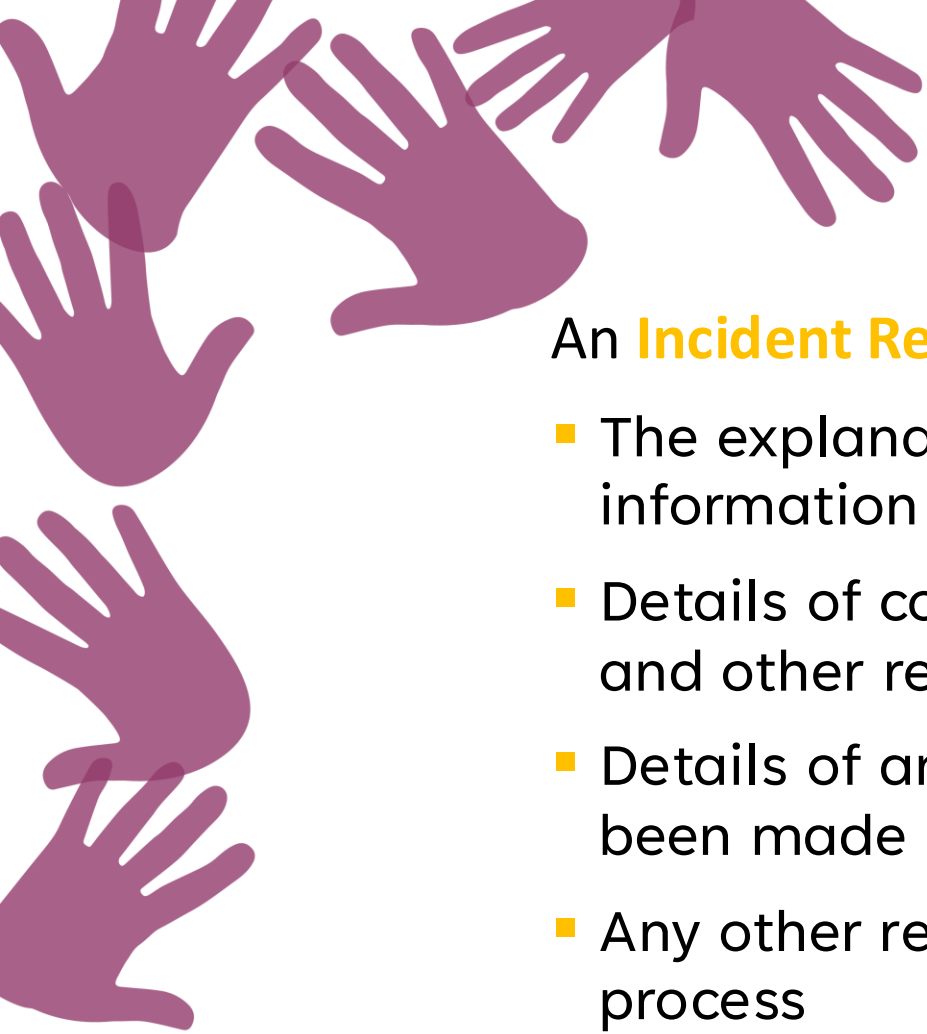 An Incident Re
The explana
information
Details of co
and other re
Details of ar
been made
Any other re
process